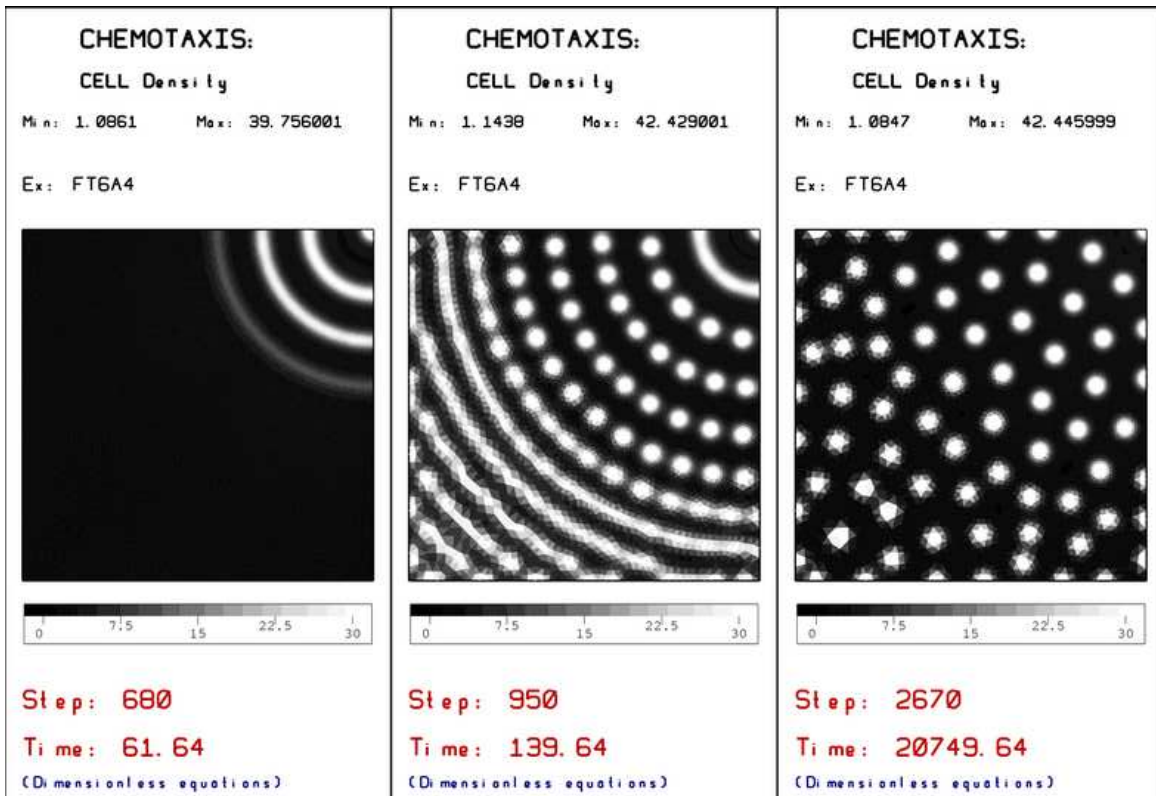 CHEMOTAXIS:
CELL Density
Min: 1.0861 Max: 39.756001
Ex: FT6A4
0 7.5 15 22.5 30
Step: 680
Time: 61.64
(Dimensionless equations)
CHEMOTAXIS:
CELL Density
Min: 1.1438 Max: 42.429001
Ex: FT6A4
0 7.5 15 22.5 30
Step: 950
Time: 139.64
(Dimensionless equations)
CHEMOTAXIS:
CELL Density
Min: 1.0847 Max: 42.445999
Ex: FT6A4
0 7.5 15 22.5 30
Step: 2670
Time: 20749.64
(Dimensionless equations)